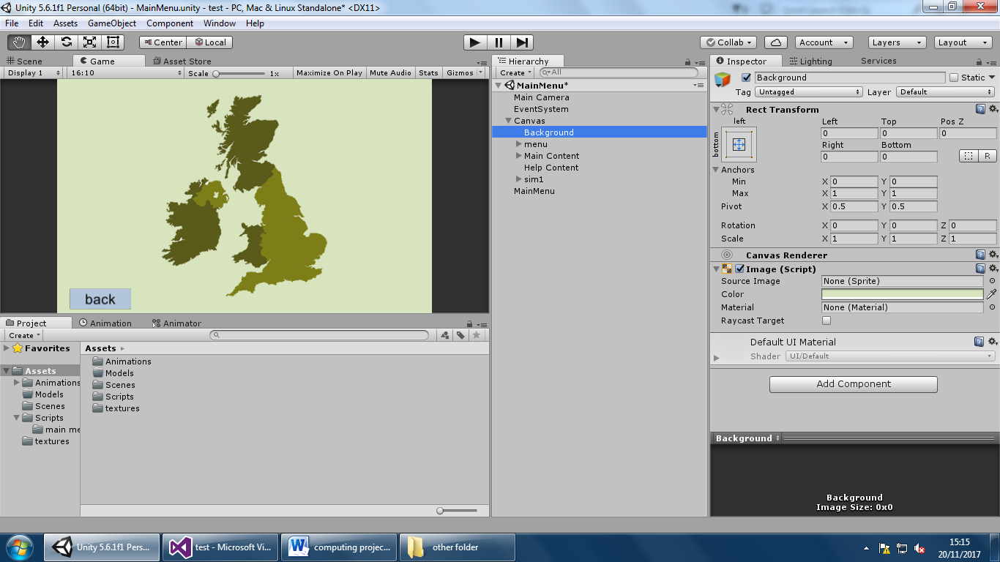 Unity 5.6.1f1 Personal (64bit) - MainMenu.unity - test - PC, Mac & Linux Standalone* <DX11>
File Edit Assets GameObject Component Window Help
Center Local Collab Account Layers Layout
Scene Game Asset Store
Display 1 16:10 Scale 1x Maximize On Play Mute Audio Stats Gizmos
back
Project Animation Animator
Create
Favorites
Assets
Animations
Models
Scenes
Scripts
main me
textures
Assets
Animations
Models
Scenes
Scripts
textures
Hierarchy
Create All
MainMenu*
Main Camera
EventSystem
Canvas
Background
menu
Main Content
Help Content
sim1
MainMenu
Inspector Lighting Services
Background Static
Tag Untagged Layer Default
Rect Transform
left Left Top Pos Z
bottom 0 0 0
Right Bottom
0 0 R
Anchors
Min X 0 Y 0
Max X 1 Y 1
Pivot X 0.5 Y 0.5
Rotation X 0 Y 0 Z 0
Scale X 1 Y 1 Z 1
Canvas Renderer
Image (Script)
Source Image None (Sprite)
Color
Material None (Material)
Raycast Target
Default UI Material
Shader UI/Default
Add Component
Background
Background
Image Size: 0x0
Unity 5.6.1f1 Pers... test - Microsoft Vi... computing projec... other folder
15:15
20/11/2017